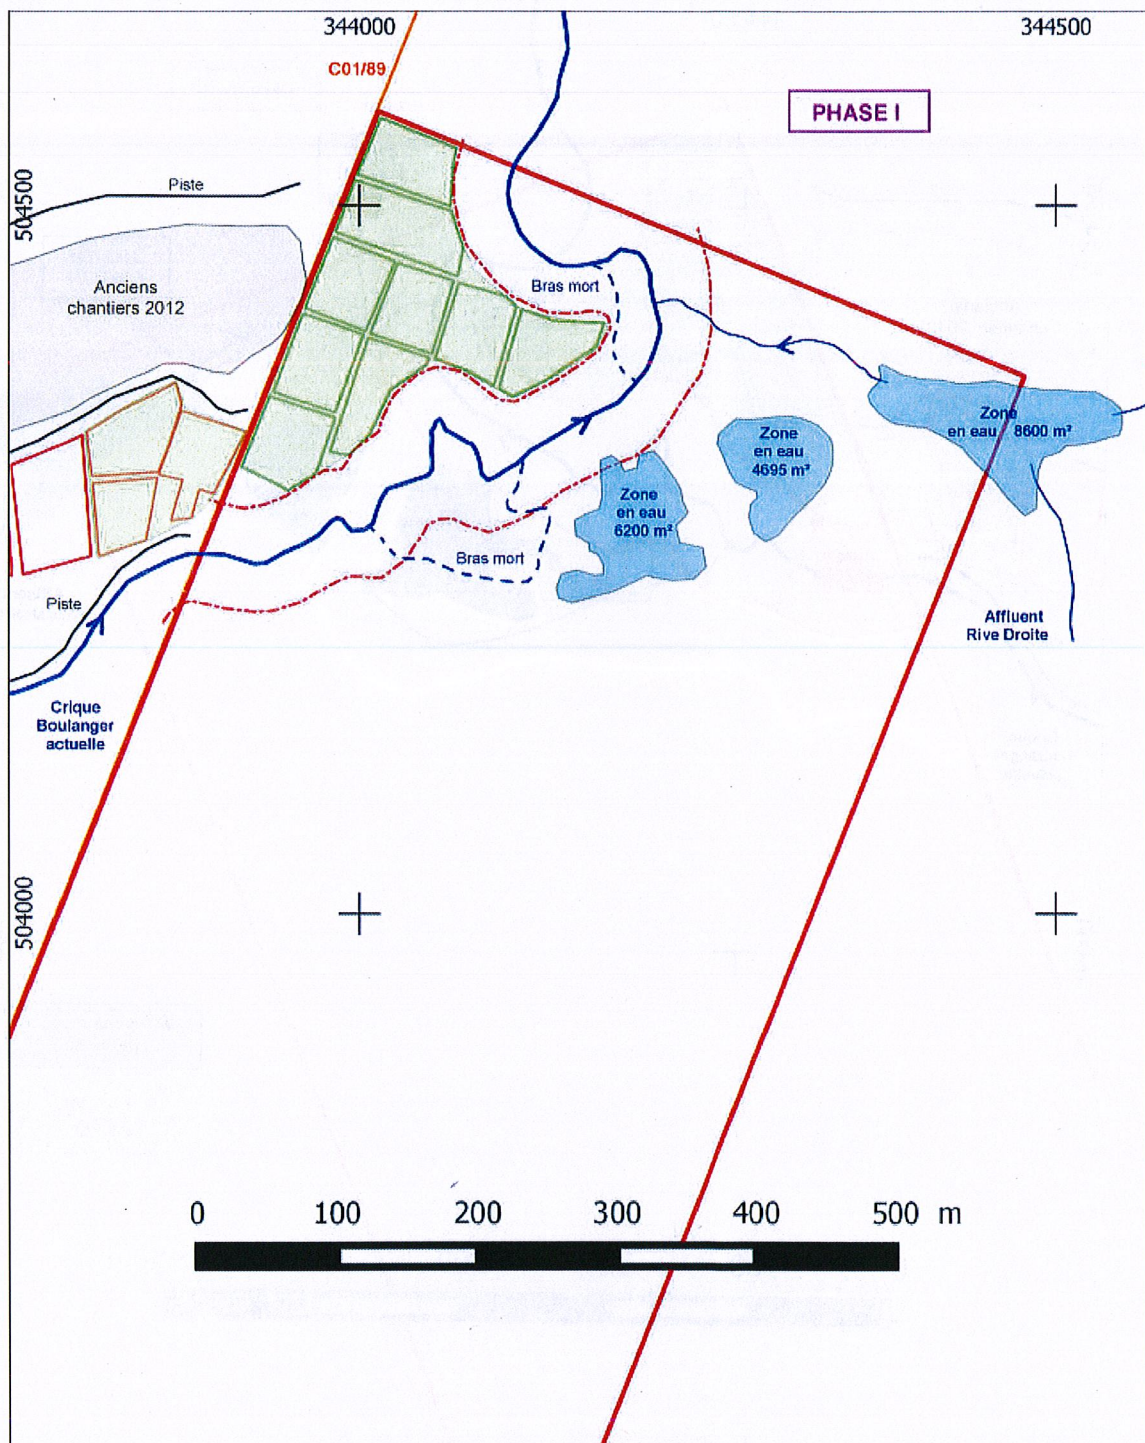 344000
344500
C01/89
PHASE I
Piste
504500
Bras mort
Anciens
chantiers 2012
Zone
en eau 8600 m²
Zone
en eau
4695 m²
Zone
en eau
6200 m²
Bras mort
Piste
Affluent
Rive Droite
Crique
Boulanger
actuelle
504000
0 100 200 300 400 500 m